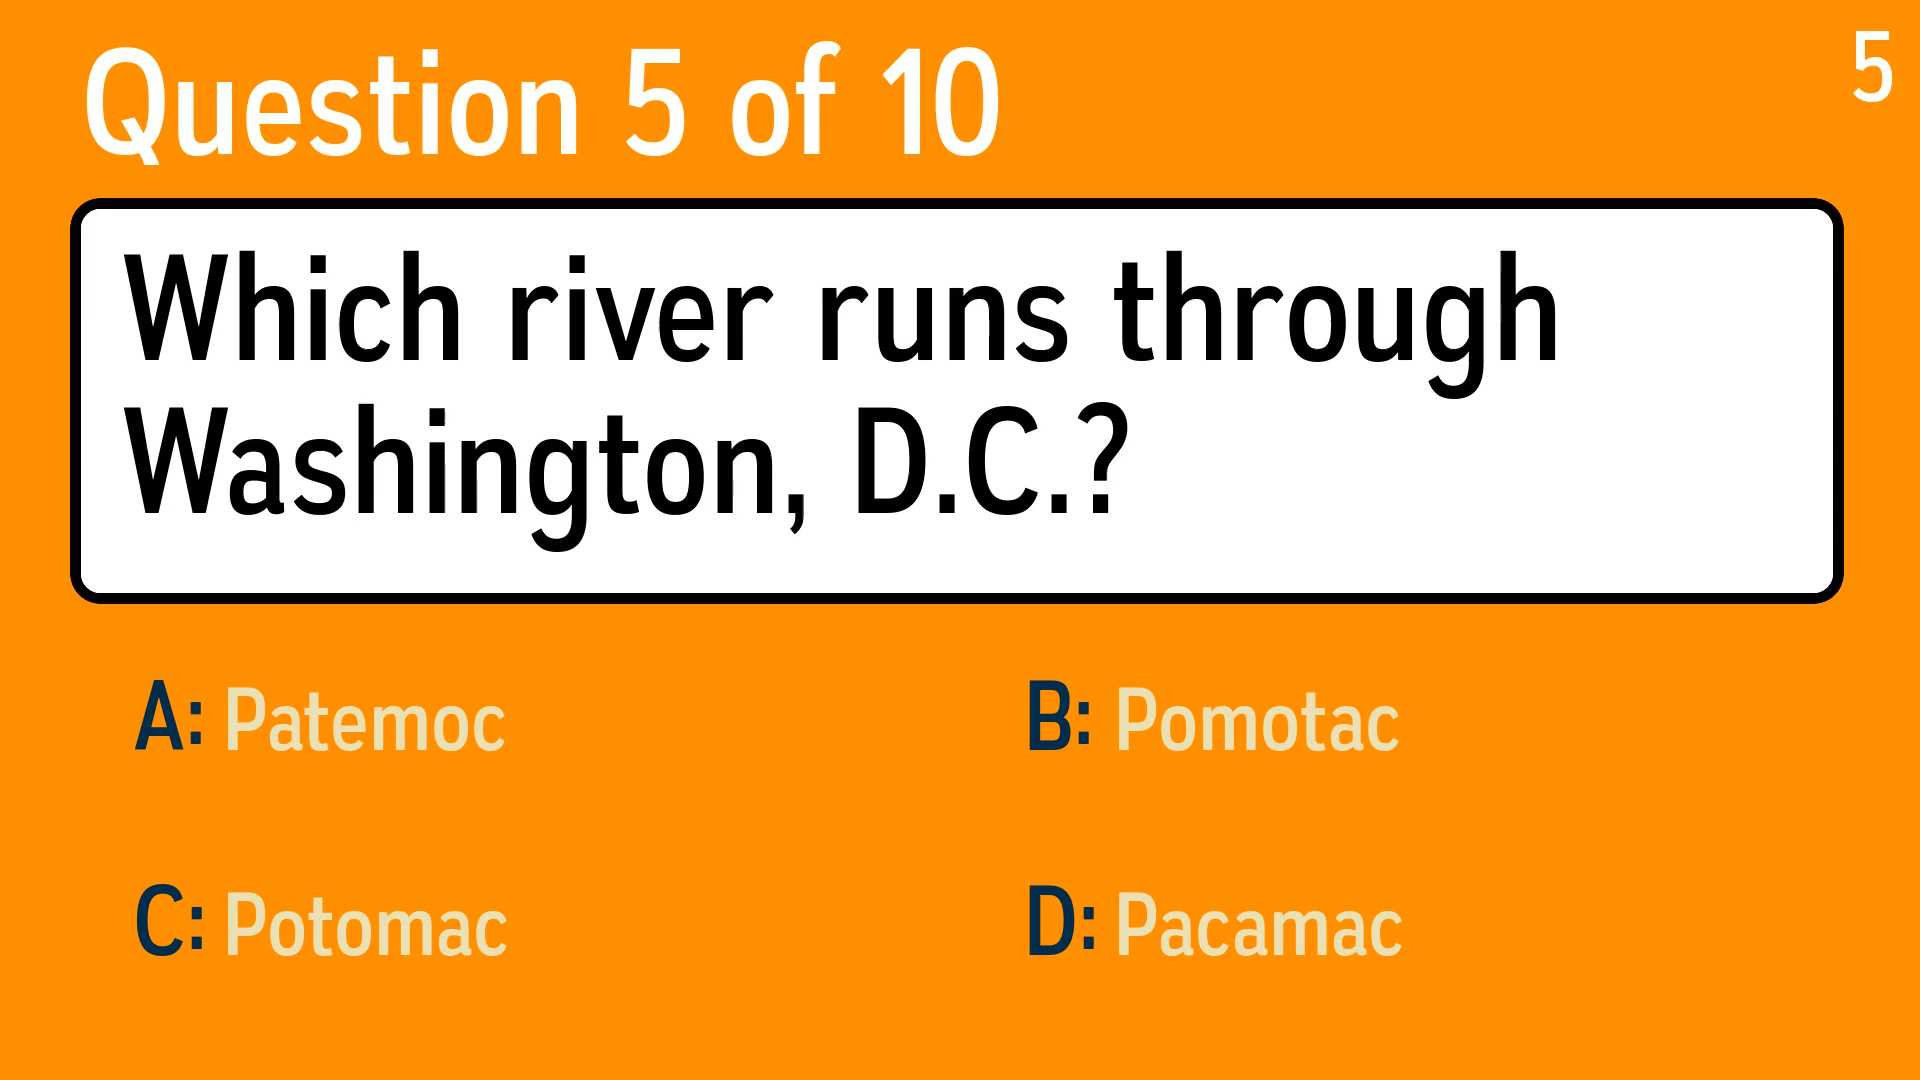 Question 5 of 10
5
Which river runs through
Washington, D.C.?
A: Patemoc
B: Pomotac
C: Potomac
D: Pacamac